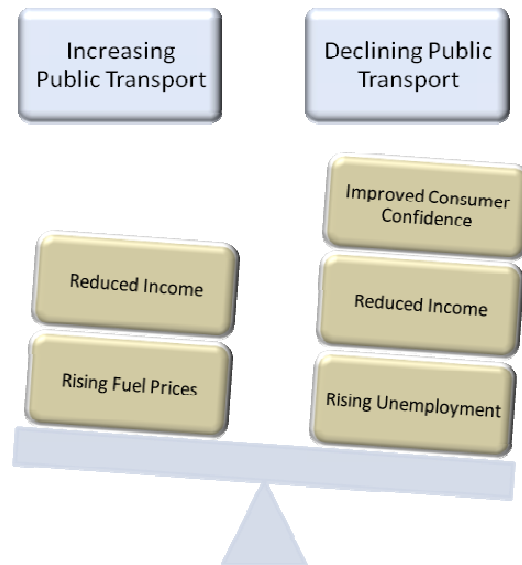 Increasing
Public Transport
Declining Public
Transport
Improved Consumer
Confidence
Reduced Income
Reduced Income
Rising Fuel Prices
Rising Unemployment